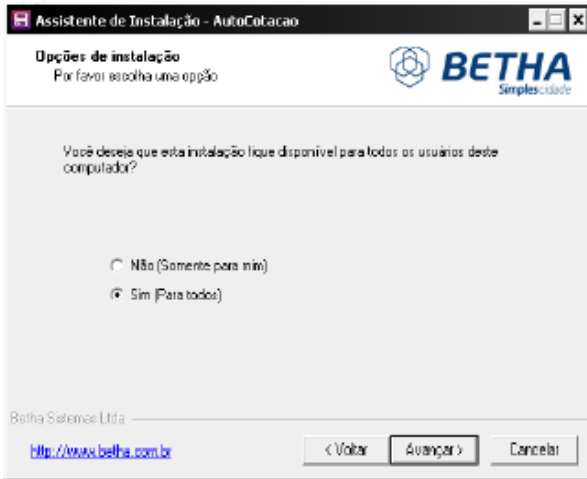 Assistente de Instalação - AutoCotacao
Opções de instalação
Por favor escolha uma opção
BETHA
Simplescidade
Você deseja que esta instalação fique disponível para todos os usuários deste
computador?
Não (Somente para mim)
Sim (Para todos)
Betha Sistemas Ltda
http://www.betha.com.br
< Voltar
Avançar >
Cancelar